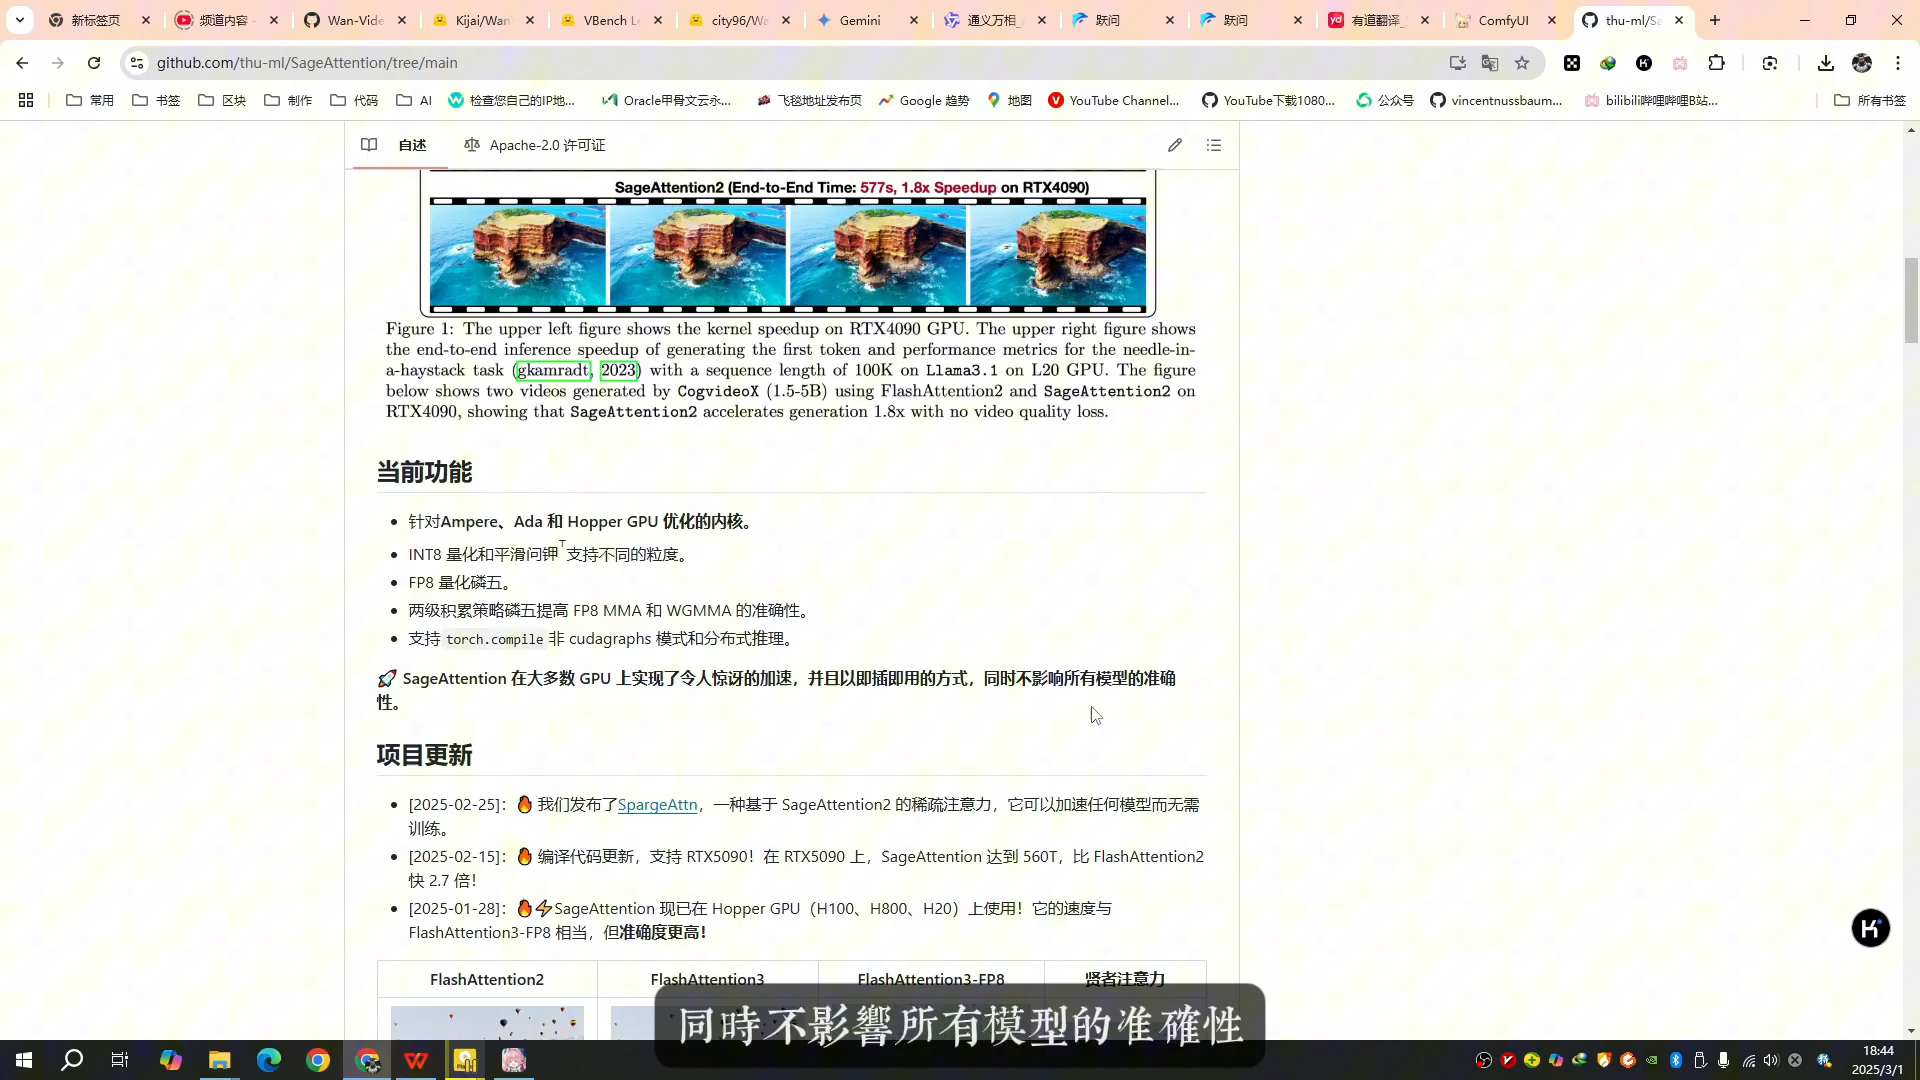 新标签页
频道内容 -
Wan-Vide
Kijai/Wan
VBench Le
city96/Wa
Gemini
通义万相_
跃问
跃问
有道翻译_
ComfyUI
thu-ml/Sa
github.com/thu-ml/SageAttention/tree/main
常用
书签
区块
制作
代码
AI
检查您自己的IP地...
Oracle甲骨文云永...
飞毯地址发布页
Google 趋势
地图
YouTube Channel...
YouTube下载1080...
公众号
vincentnussbaum...
bilibili哔哩哔哩B站...
所有书签
自述
Apache-2.0 许可证
SageAttention2 (End-to-End Time: 577s, 1.8x Speedup on RTX4090)
Figure 1: The upper left figure shows the kernel speedup on RTX4090 GPU. The upper right figure shows
the end-to-end inference speedup of generating the first token and performance metrics for the needle-in-
a-haystack task (gkamradt, 2023) with a sequence length of 100K on Llama3.1 on L20 GPU. The figure
below shows two videos generated by CogvideoX (1.5-5B) using FlashAttention2 and SageAttention2 on
RTX4090, showing that SageAttention2 accelerates generation 1.8x with no video quality loss.
当前功能
针对Ampere、Ada 和 Hopper GPU 优化的内核。
INT8 量化和平滑问钾T支持不同的粒度。
FP8 量化磷五。
两级积累策略磷五提高 FP8 MMA 和 WGMMA 的准确性。
支持 torch.compile 非 cudagraphs 模式和分布式推理。
🚀 SageAttention 在大多数 GPU 上实现了令人惊讶的加速，并且以即插即用的方式，同时不影响所有模型的准确
性。
项目更新
[2025-02-25]：🔥 我们发布了SpargeAttn，一种基于 SageAttention2 的稀疏注意力，它可以加速任何模型而无需
训练。
[2025-02-15]：🔥 编译代码更新，支持 RTX5090！在 RTX5090 上，SageAttention 达到 560T，比 FlashAttention2
快 2.7 倍！
[2025-01-28]：🔥⚡SageAttention 现已在 Hopper GPU（H100、H800、H20）上使用！它的速度与
FlashAttention3-FP8 相当，但准确度更高！
FlashAttention2
FlashAttention3
FlashAttention3-FP8
贤者注意力
同時不影響所有模型的准確性
18:44
2025/3/1